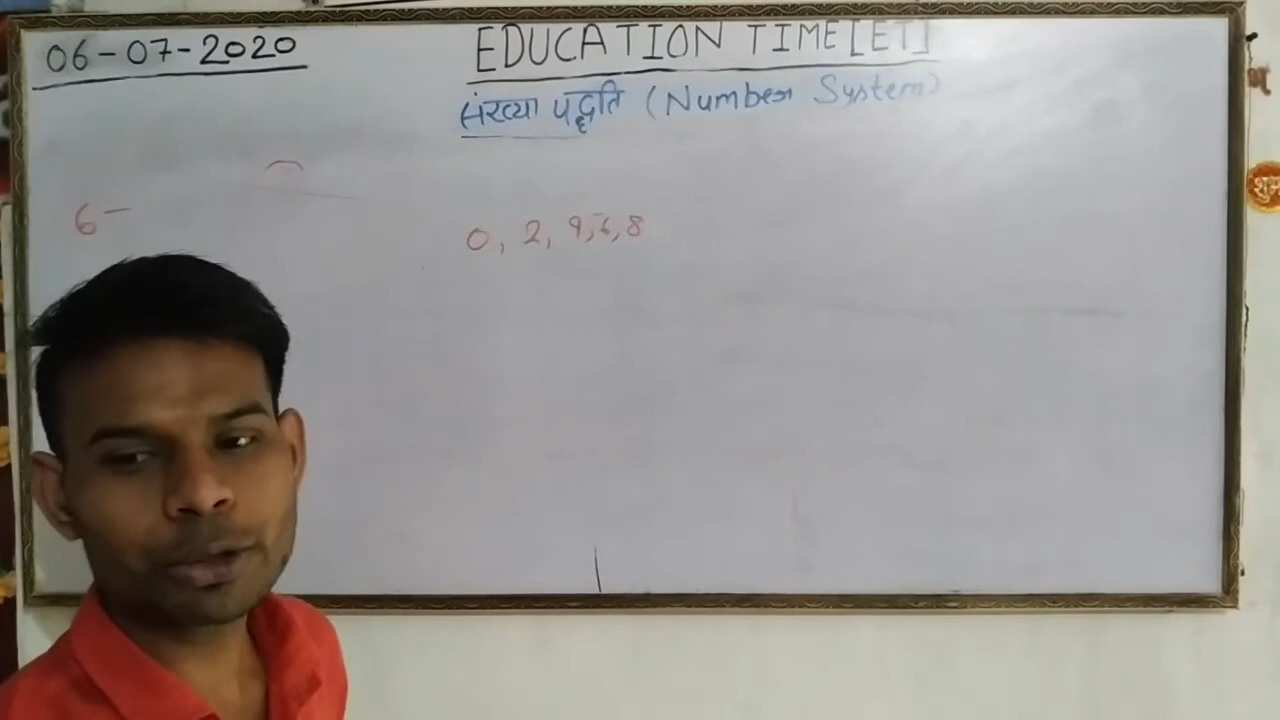 06-07-2020
EDUCATION TIME [ET]
संख्या पद्धति (Number System)
6-
0, 2, 4, 6, 8
शुभ